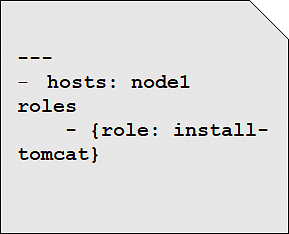 ---
- hosts: node1
roles
    - {role: install-
tomcat}